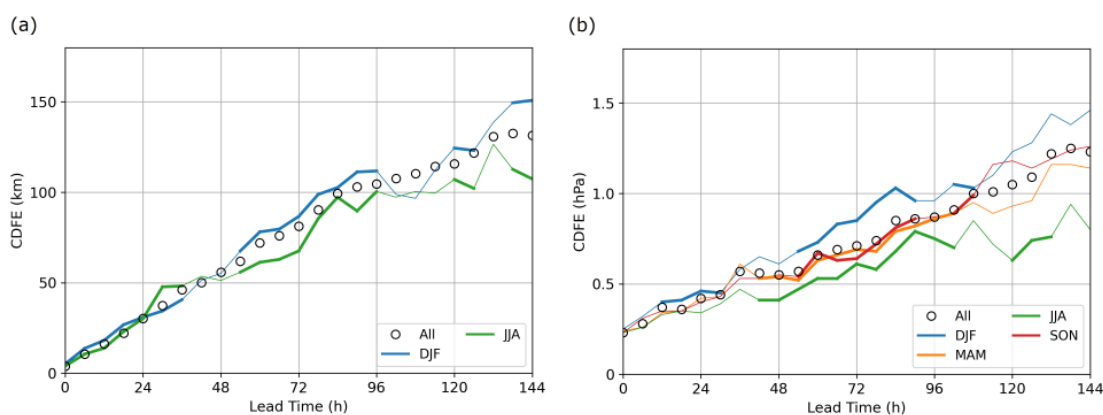 (a)
CDFE (km)
150
100
50
0
0 24 48 72 96 120 144
Lead Time (h)
All
DJF
JJA
(b)
CDFE (hPa)
1.5
1.0
0.5
0
0 24 48 72 96 120 144
Lead Time (h)
All
DJF
MAM
JJA
SON